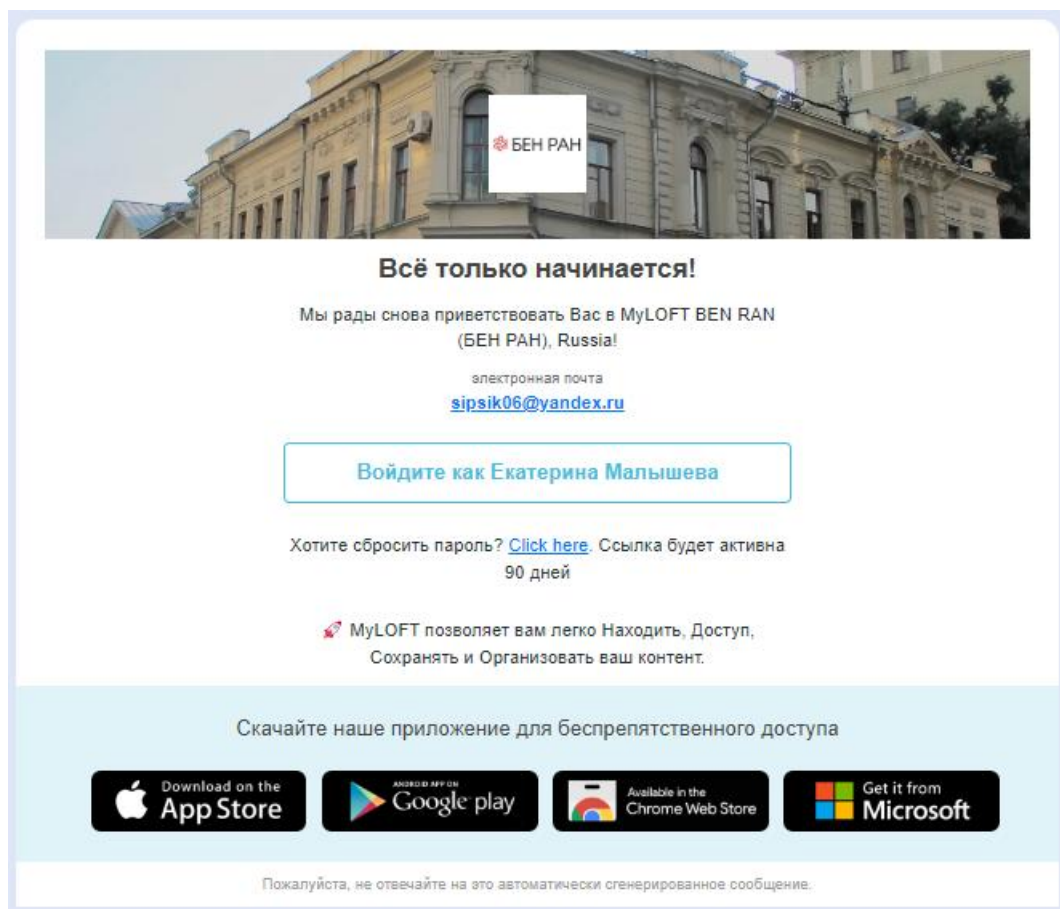 БЕН РАН
Всё только начинается!
Мы рады снова приветствовать Вас в MyLOFT BEN RAN
(БЕН РАН), Russia!
электронная почта
sipsik06@yandex.ru
Войдите как Екатерина Малышева
Хотите сбросить пароль? Click here. Ссылка будет активна
90 дней
🚀 MyLOFT позволяет вам легко Находить, Доступ,
Сохранять и Организовать ваш контент.
Скачайте наше приложение для беспрепятственного доступа
Download on the
App Store
ANDROID APP ON
Google play
Available in the
Chrome Web Store
Get it from
Microsoft
Пожалуйста, не отвечайте на это автоматически сгенерированное сообщение.